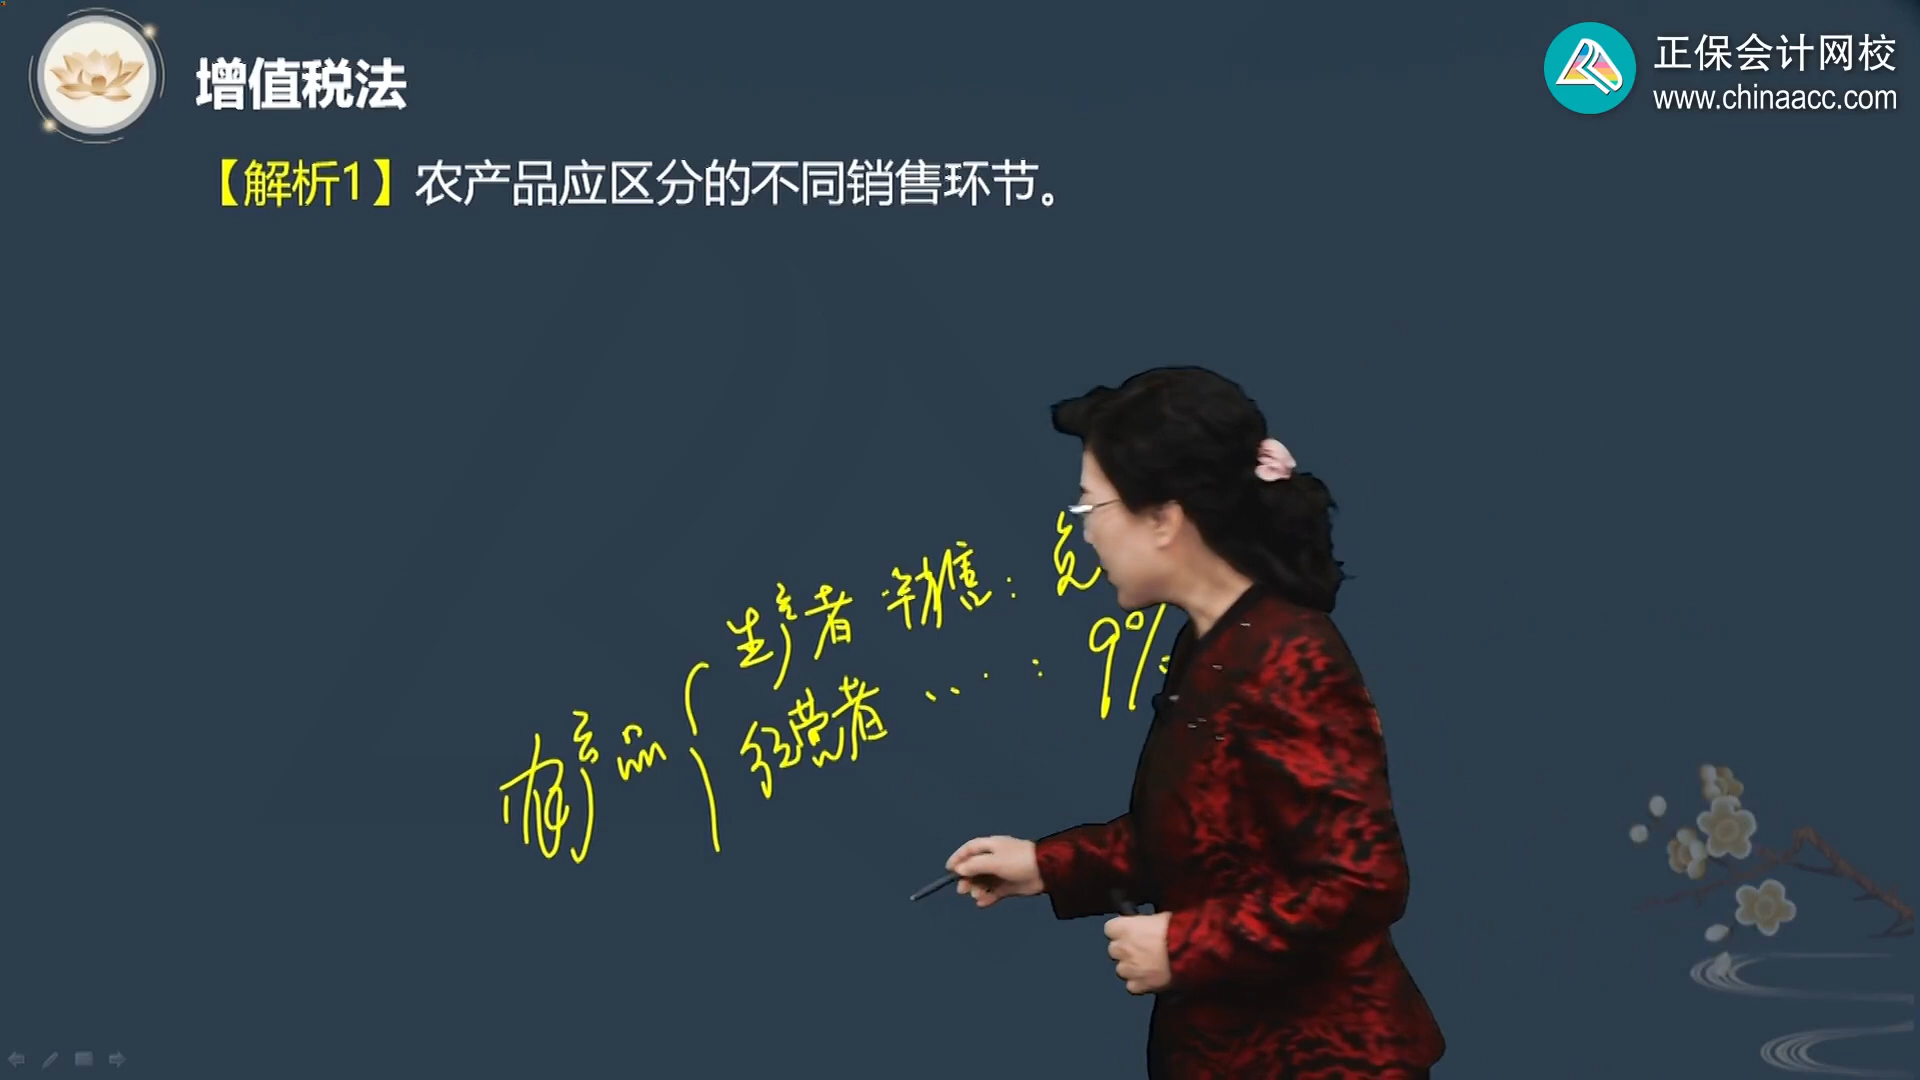 增值税法
正保会计网校
www.chinaacc.com
【解析1】农产品应区分的不同销售环节。
生产者 销售：免
农产品
经营者 ……：9%